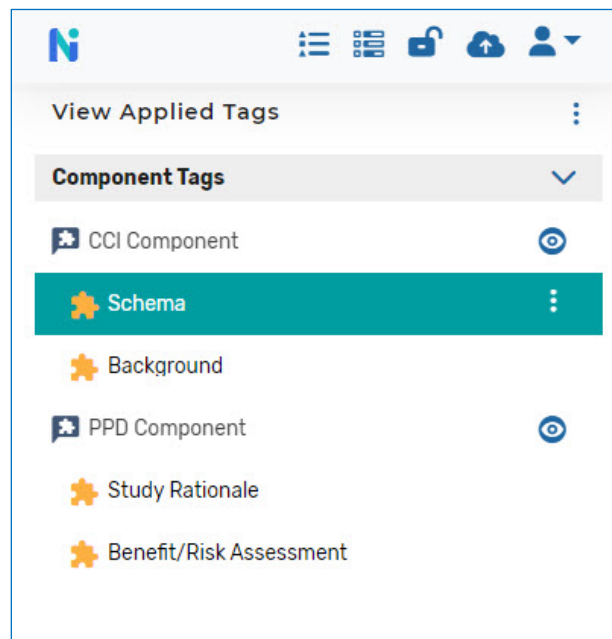 View Applied Tags
Component Tags
CCI Component
Schema
Background
PPD Component
Study Rationale
Benefit/Risk Assessment